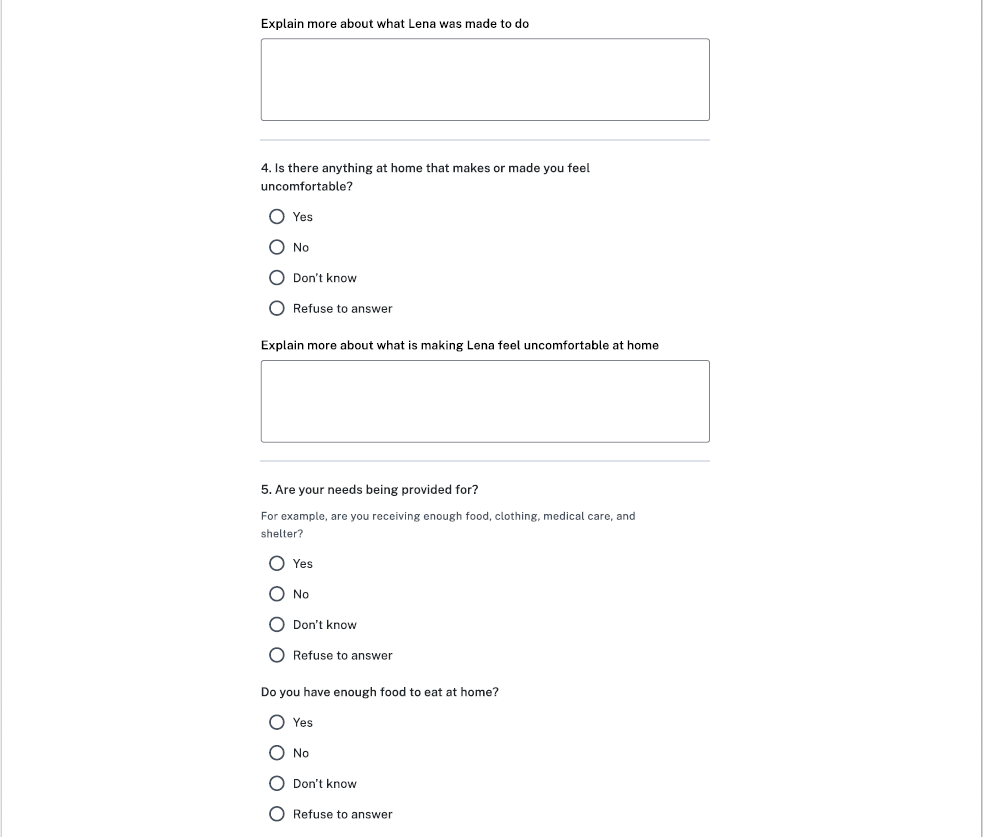 Explain more about what Lena was made to do
4. Is there anything at home that makes or made you feel
uncomfortable?
Yes
No
Don't know
Refuse to answer
Explain more about what is making Lena feel uncomfortable at home
5. Are your needs being provided for?
For example, are you receiving enough food, clothing, medical care, and
shelter?
Yes
No
Don't know
Refuse to answer
Do you have enough food to eat at home?
Yes
No
Don't know
Refuse to answer